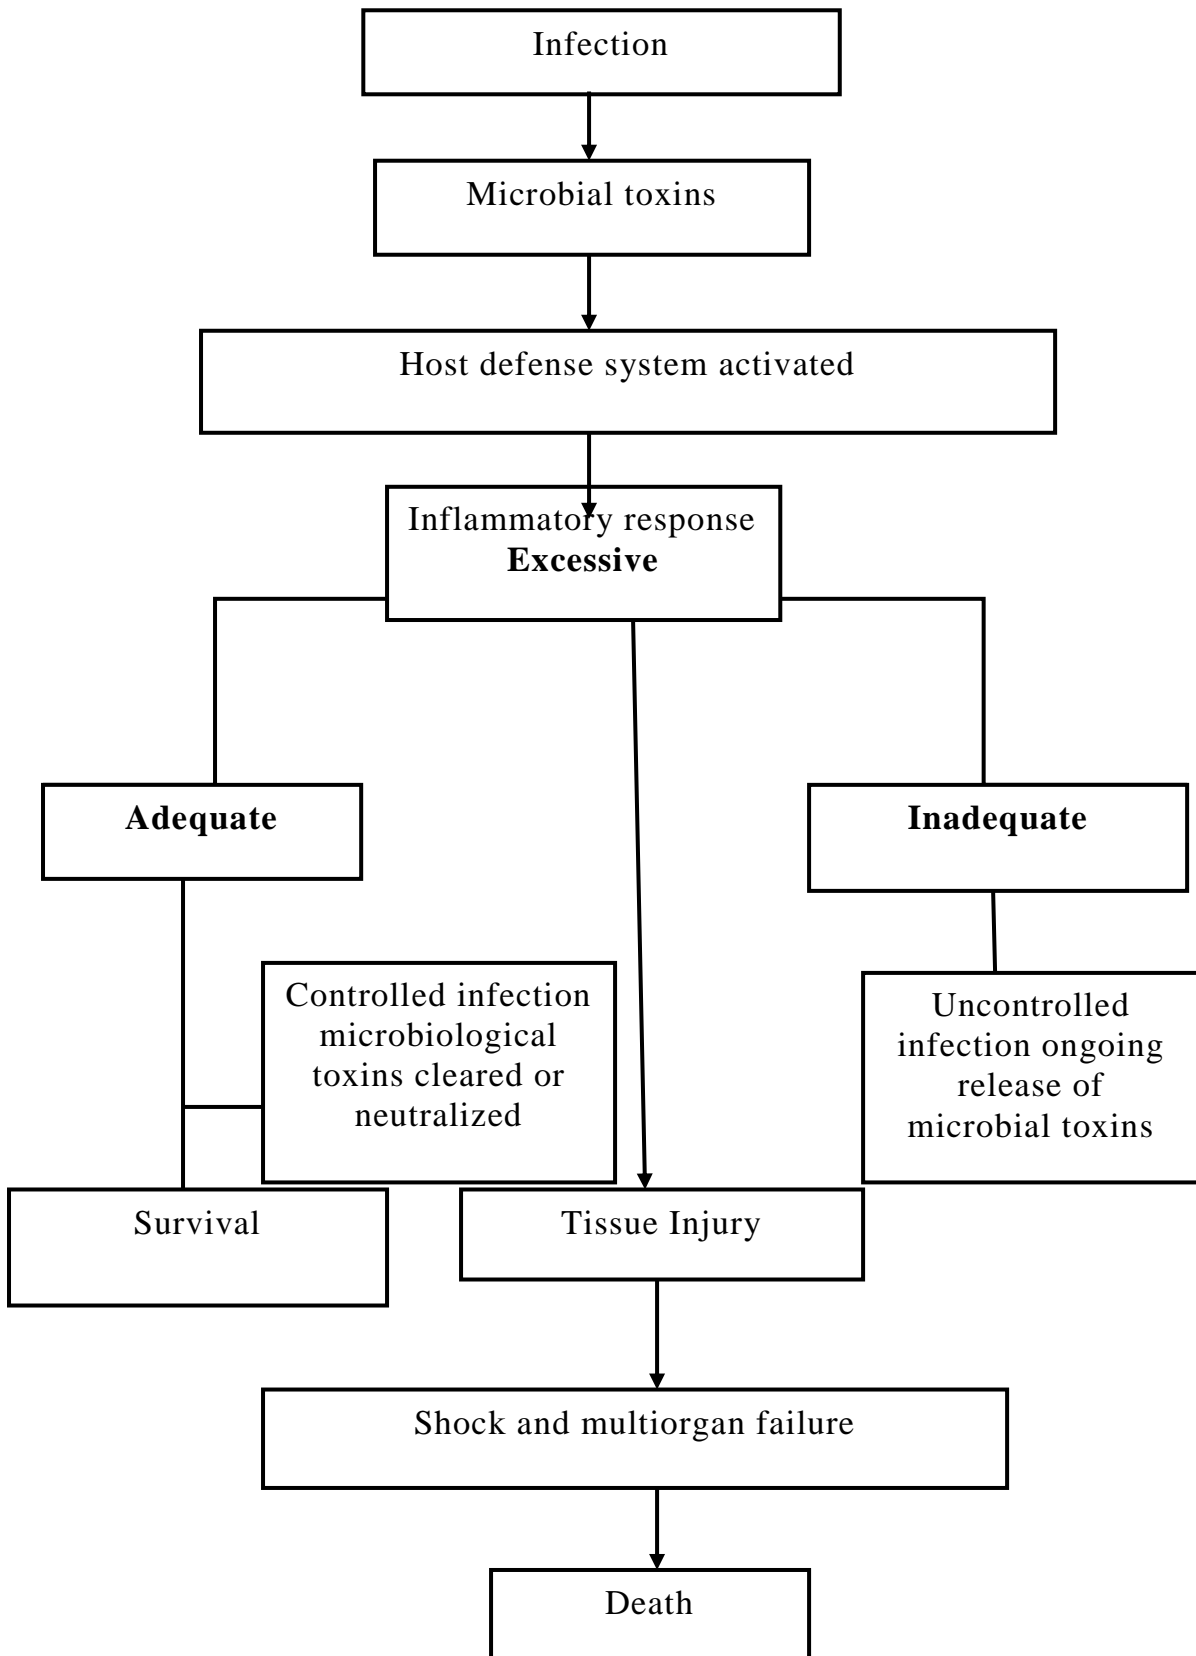 Infection
Microbial toxins
Host defense system activated
Inflammatory response
Excessive
Adequate
Inadequate
Controlled infection
microbiological
toxins cleared or
neutralized
Uncontrolled
infection ongoing
release of
microbial toxins
Survival
Tissue Injury
Shock and multiorgan failure
Death